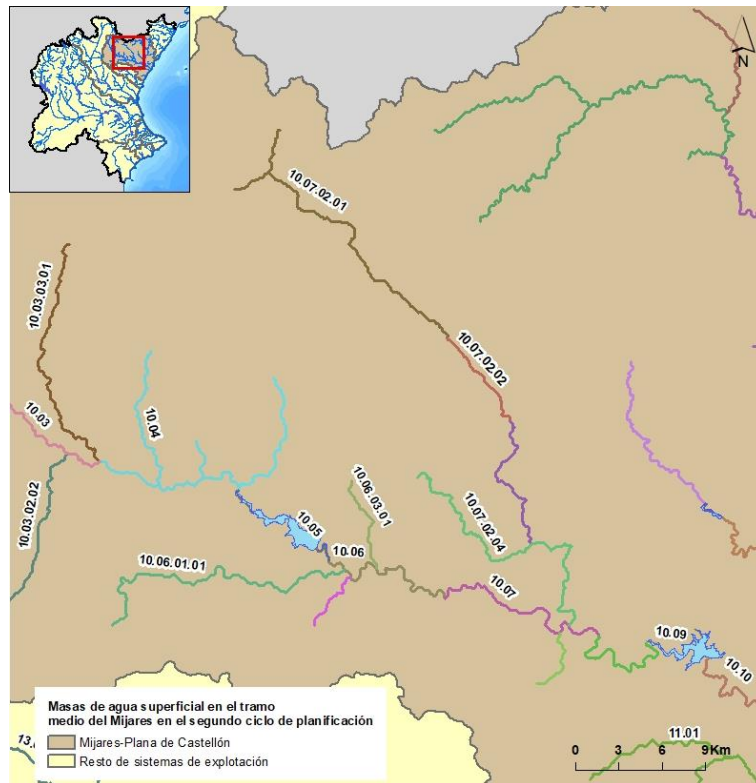 N
10.07.02.01
10.03.03.01
10.07.02.02
10.03
10.04
10.03.02.02
10.06.03.01
10.07.02.04
10.05
10.06
10.06.01.01
10.07
10.09
10.10
11.01
Masas de agua superficial en el tramo
medio del Mijares en el segundo ciclo de planificación
Mijares-Plana de Castellón
Resto de sistemas de explotación
0 3 6 9 Km